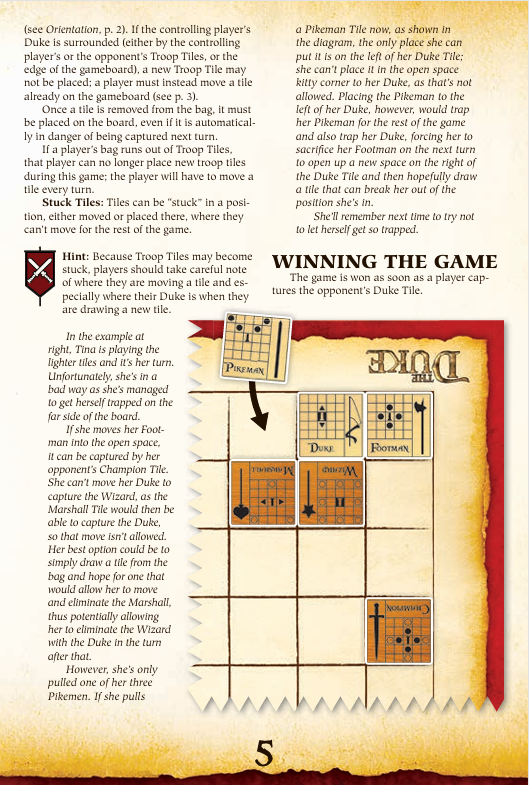 (see Orientation, p. 2). If the controlling player's
Duke is surrounded (either by the controlling
player's or the opponent's Troop Tiles, or the
edge of the gameboard), a new Troop Tile may
not be placed; a player must instead move a tile
already on the gameboard (see p. 3).
Once a tile is removed from the bag, it must
be placed on the board, even if it is automatical-
ly in danger of being captured next turn.
If a player's bag runs out of Troop Tiles,
that player can no longer place new troop tiles
during this game; the player will have to move a
tile every turn.
Stuck Tiles: Tiles can be "stuck" in a posi-
tion, either moved or placed there, where they
can't move for the rest of the game.
Hint: Because Troop Tiles may become
stuck, players should take careful note
of where they are moving a tile and es-
pecially where their Duke is when they
are drawing a new tile.
In the example at
right, Tina is playing the
lighter tiles and it's her turn.
Unfortunately, she's in a
bad way as she's managed
to get herself trapped on the
far side of the board.
If she moves her Foot-
man into the open space,
it can be captured by her
opponent's Champion Tile.
She can't move her Duke to
capture the Wizard, as the
Marshall Tile would then be
able to capture the Duke,
so that move isn't allowed.
Her best option could be to
simply draw a tile from the
bag and hope for one that
would allow her to move
and eliminate the Marshall,
thus potentially allowing
her to eliminate the Wizard
with the Duke in the turn
after that.
However, she's only
pulled one of her three
Pikemen. If she pulls
a Pikeman Tile now, as shown in
the diagram, the only place she can
put it is on the left of her Duke Tile;
she can't place it in the open space
kitty corner to her Duke, as that's not
allowed. Placing the Pikeman to the
left of her Duke, however, would trap
her Pikeman for the rest of the game
and also trap her Duke, forcing her to
sacrifice her Footman on the next turn
to open up a new space on the right of
the Duke Tile and then hopefully draw
a tile that can break her out of the
position she's in.
She'll remember next time to try not
to let herself get so trapped.
WINNING THE GAME
The game is won as soon as a player cap-
tures the opponent's Duke Tile.
PIKEMAN
THE
DUKE
DUKE
FOOTMAN
MARSHALL
WIZARD
CHAMPION
5